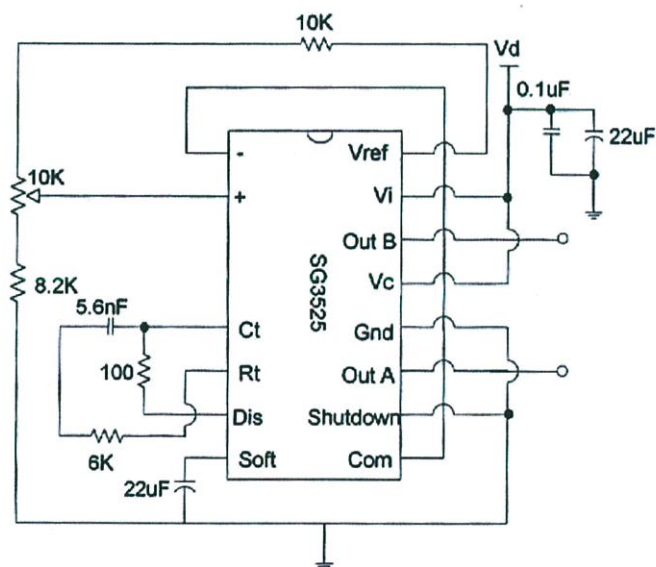 10K
Vd
0.1uF
22uF
-
Vref
10K
+
Vi
Out B
SG3525
8.2K
Vc
5.6nF
Ct
Gnd
100
Rt
Out A
Dis
Shutdown
6K
Soft
Com
22uF